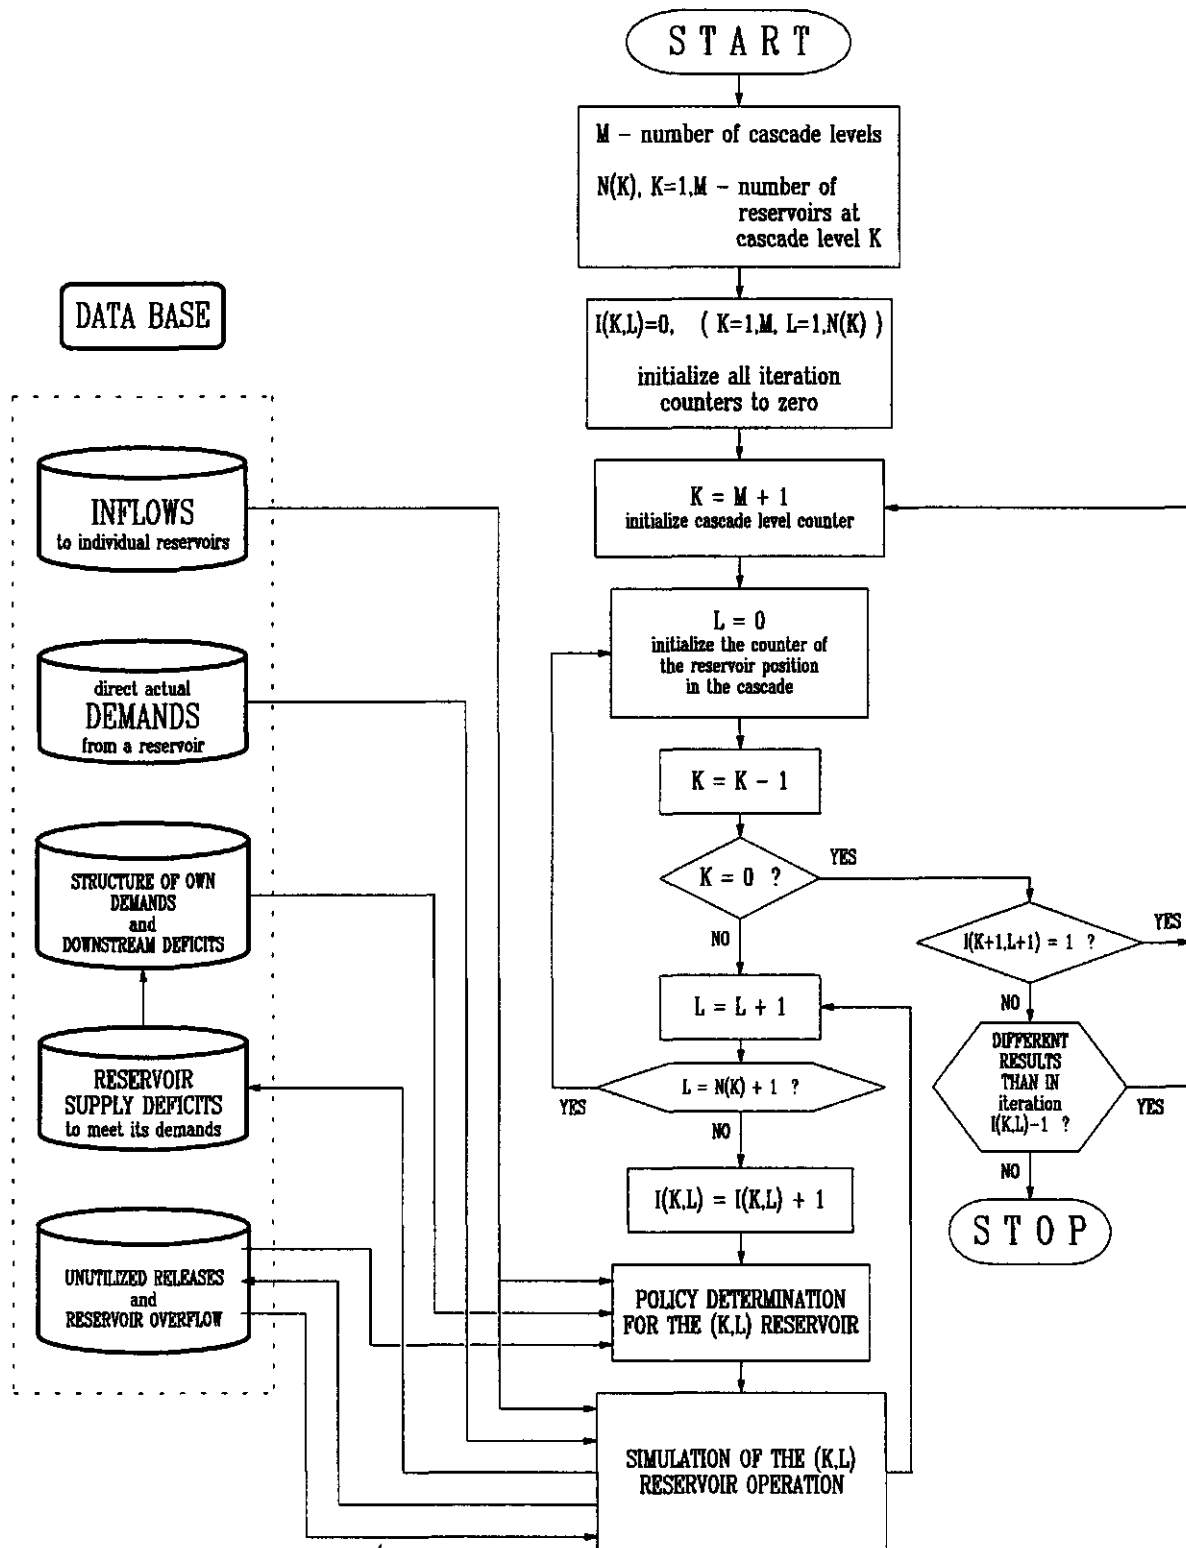 START
M – number of cascade levels
N(K), K=1,M – number of
reservoirs at
cascade level K
I(K,L)=0, ( K=1,M, L=1,N(K) )
initialize all iteration
counters to zero
K = M + 1
initialize cascade level counter
L = 0
initialize the counter of
the reservoir position
in the cascade
K = K - 1
K = 0 ?
YES
NO
I(K+1,L+1) = 1 ?
YES
NO
L = L + 1
L = N(K) + 1 ?
YES
NO
DIFFERENT
RESULTS
THAN IN
iteration
I(K,L)-1 ?
YES
NO
STOP
I(K,L) = I(K,L) + 1
POLICY DETERMINATION
FOR THE (K,L) RESERVOIR
SIMULATION OF THE (K,L)
RESERVOIR OPERATION
DATA BASE
INFLOWS
to individual reservoirs
direct actual
DEMANDS
from a reservoir
STRUCTURE OF OWN
DEMANDS
and
DOWNSTREAM DEFICITS
RESERVOIR
SUPPLY DEFICITS
to meet its demands
UNUTILIZED RELEASES
and
RESERVOIR OVERFLOW